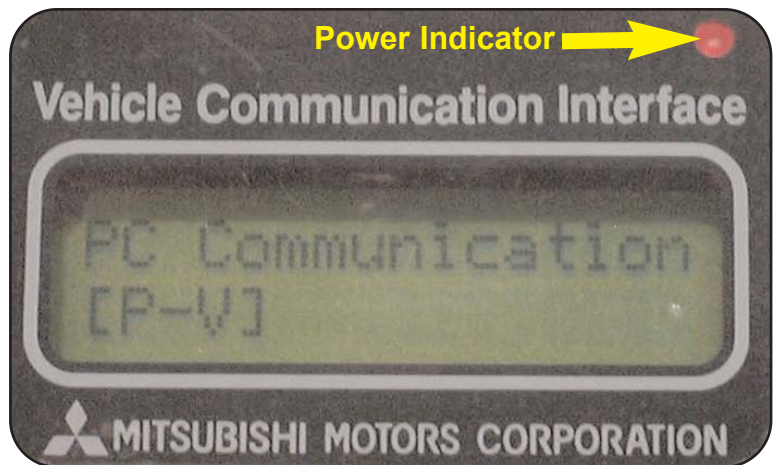 Power Indicator
Vehicle Communication Interface
PC Communication
[P-V]
MITSUBISHI MOTORS CORPORATION